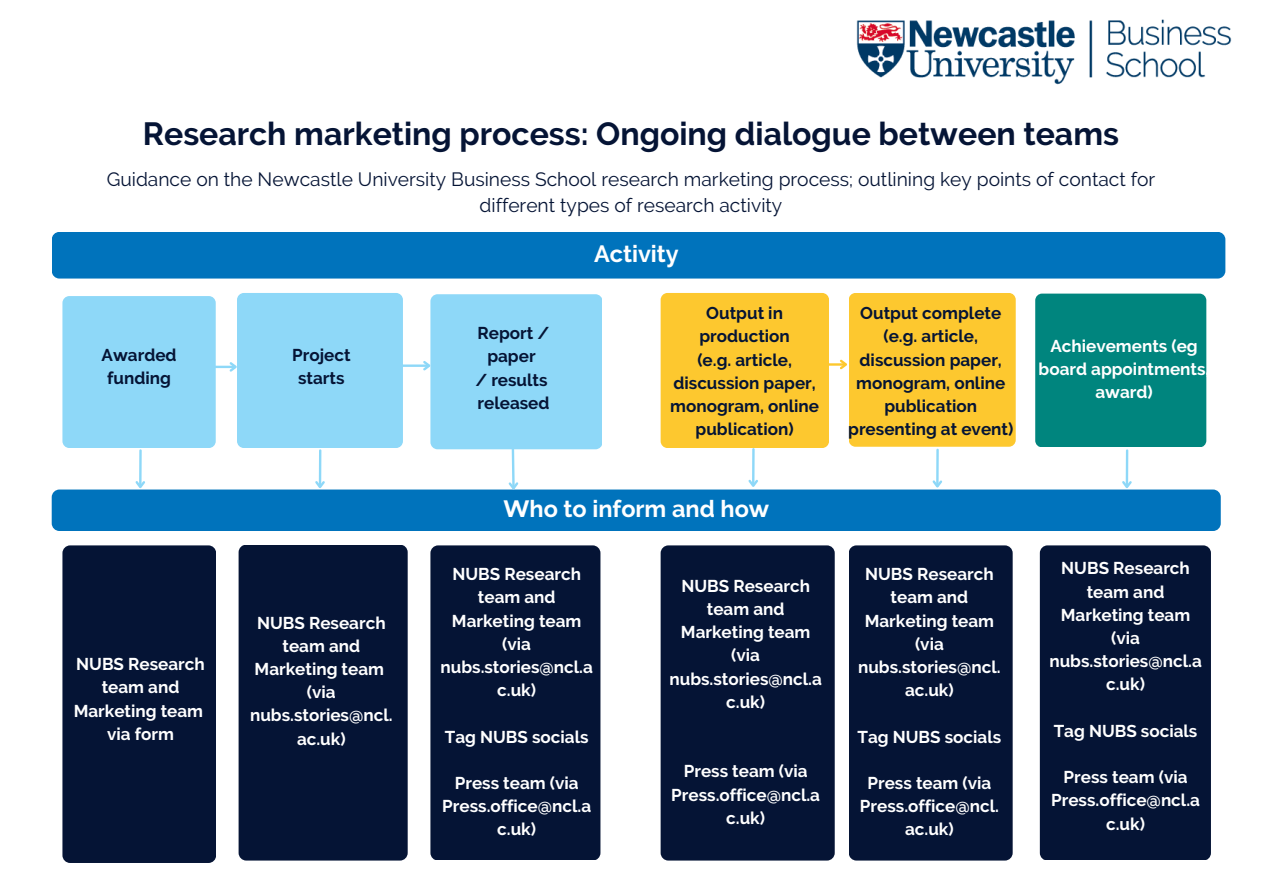 Newcastle
University
Business
School
Research marketing process: Ongoing dialogue between teams
Guidance on the Newcastle University Business School research marketing process; outlining key points of contact for
different types of research activity
Activity
Awarded
funding
Project
starts
Report /
paper
/ results
released
Output in
production
(e.g. article,
discussion paper,
monogram, online
publication)
Output complete
(e.g. article,
discussion paper,
monogram, online
publication
presenting at event)
Achievements (eg
board appointments
award)
Who to inform and how
NUBS Research
team and
Marketing team
via form
NUBS Research
team and
Marketing team
(via
nubs.stories@ncl.
ac.uk)
NUBS Research
team and
Marketing team
(via
nubs.stories@ncl.a
c.uk)
Tag NUBS socials
Press team (via
Press.office@ncl.a
c.uk)
NUBS Research
team and
Marketing team
(via
nubs.stories@ncl.a
c.uk)
Press team (via
Press.office@ncl.a
c.uk)
NUBS Research
team and
Marketing team
(via
nubs.stories@ncl.
ac.uk)
Tag NUBS socials
Press team (via
Press.office@ncl.
ac.uk)
NUBS Research
team and
Marketing team
(via
nubs.stories@ncl.a
c.uk)
Tag NUBS socials
Press team (via
Press.office@ncl.a
c.uk)